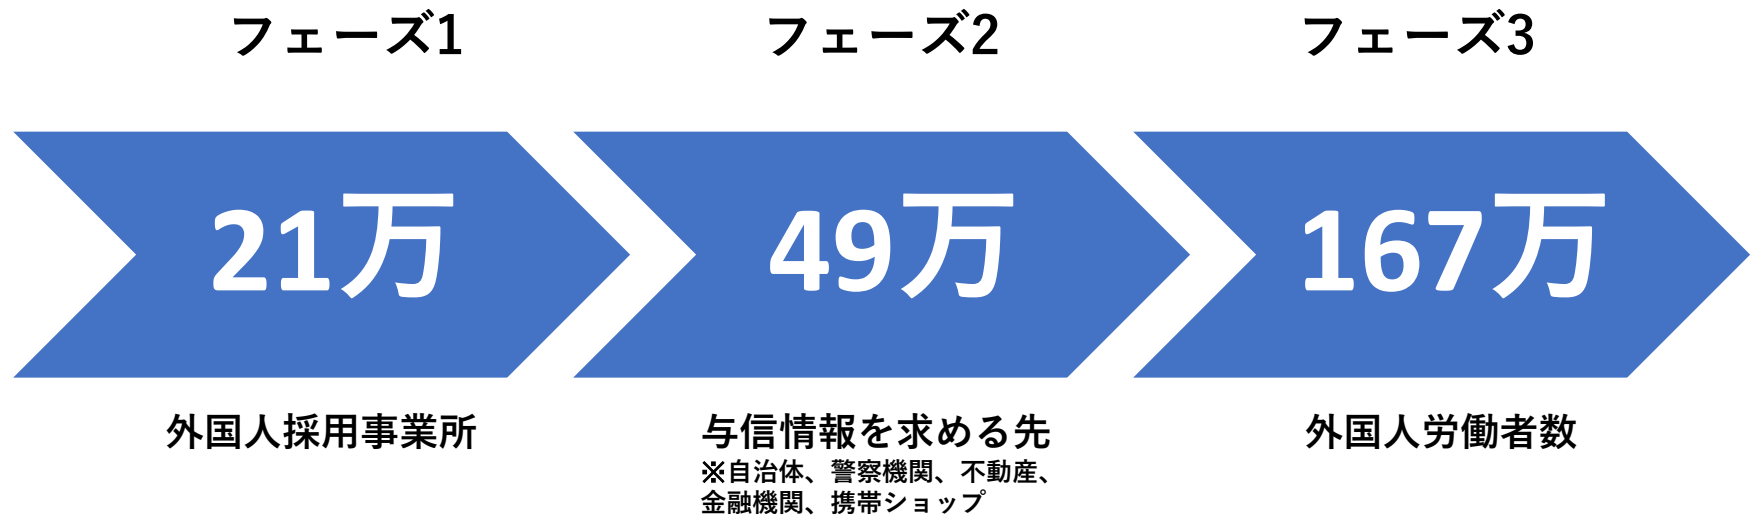 フェーズ1
フェーズ2
フェーズ3
21万
49万
167万
外国人採用事業所
与信情報を求める先
※自治体、警察機関、不動産、
金融機関、携帯ショップ
外国人労働者数